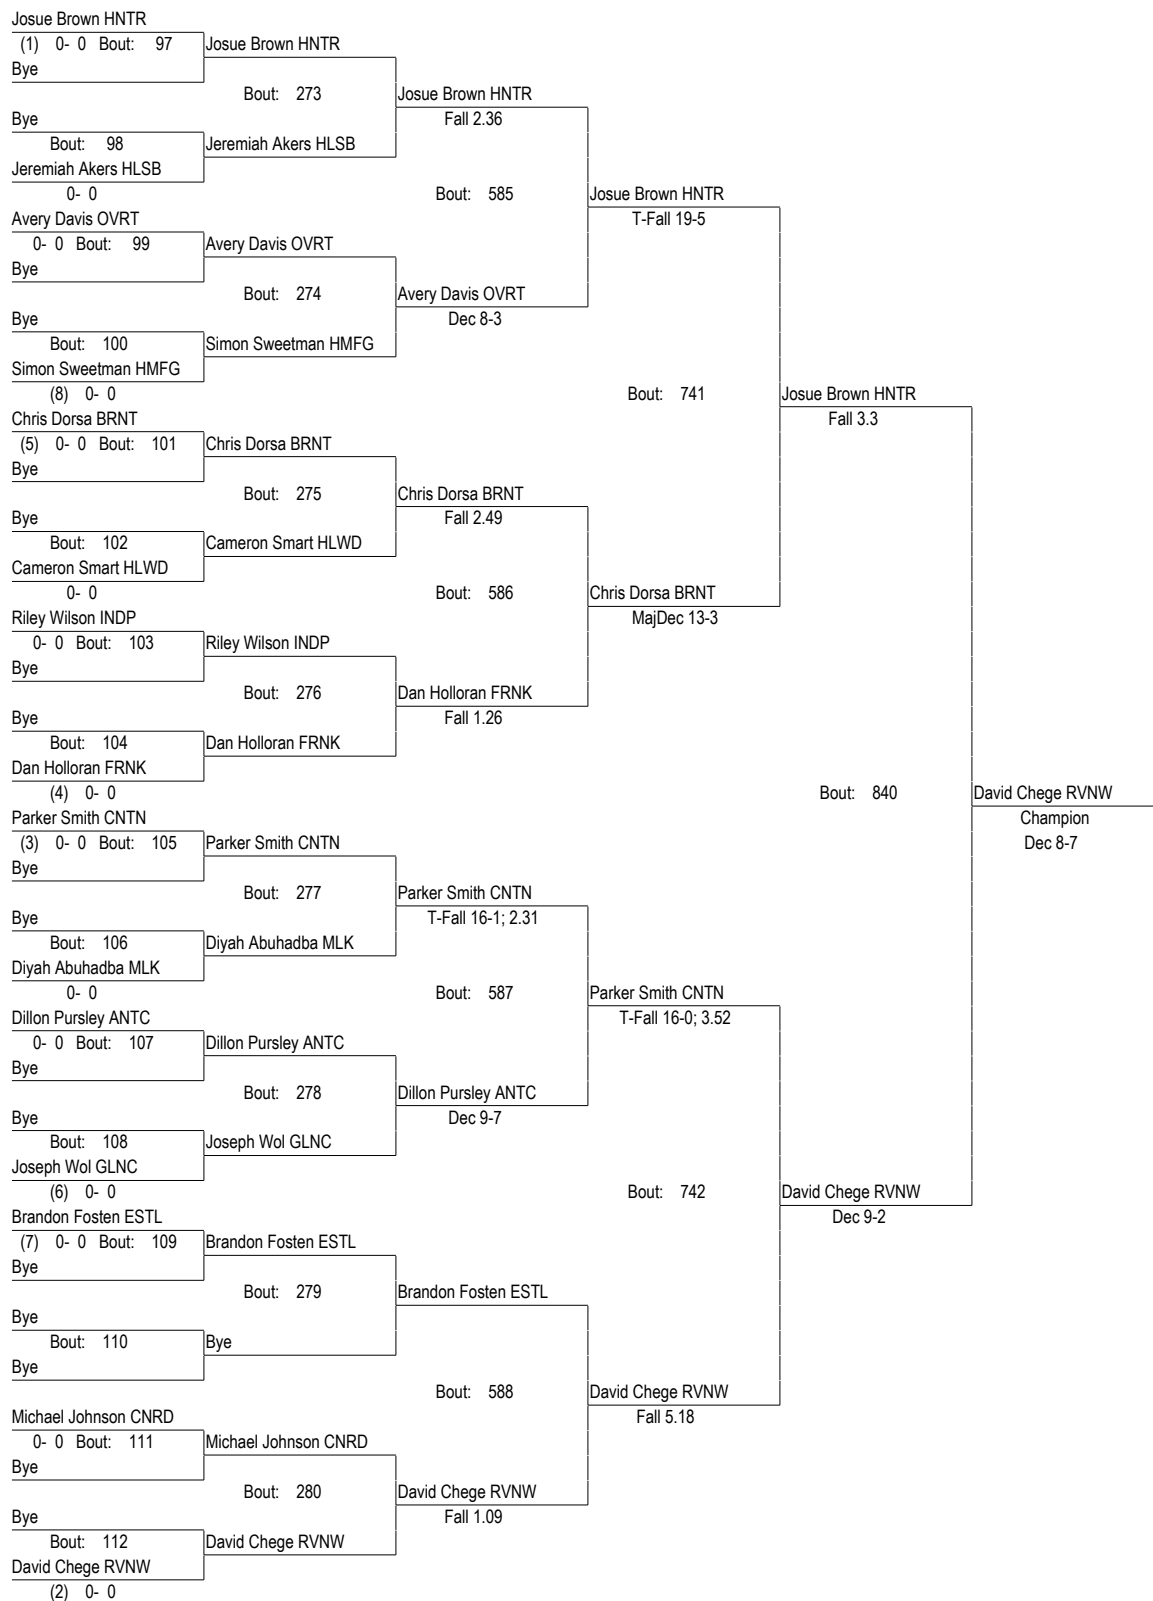 Josue Brown HNTR
(1) 0- 0 Bout: 97 Josue Brown HNTR
Bye
Bout: 273 Josue Brown HNTR
Bye Fall 2.36
Bout: 98 Jeremiah Akers HLSB
Jeremiah Akers HLSB
0- 0 Bout: 585 Josue Brown HNTR
Avery Davis OVRT T-Fall 19-5
0- 0 Bout: 99 Avery Davis OVRT
Bye
Bout: 274 Avery Davis OVRT
Bye Dec 8-3
Bout: 100 Simon Sweetman HMFG
Simon Sweetman HMFG
(8) 0- 0 Bout: 741 Josue Brown HNTR
Chris Dorsa BRNT Fall 3.3
(5) 0- 0 Bout: 101 Chris Dorsa BRNT
Bye
Bout: 275 Chris Dorsa BRNT
Bye Fall 2.49
Bout: 102 Cameron Smart HLWD
Cameron Smart HLWD
0- 0 Bout: 586 Chris Dorsa BRNT
Riley Wilson INDP MajDec 13-3
0- 0 Bout: 103 Riley Wilson INDP
Bye
Bout: 276 Dan Holloran FRNK
Bye Fall 1.26
Bout: 104 Dan Holloran FRNK
Dan Holloran FRNK
(4) 0- 0 Bout: 840 David Chege RVNW
Parker Smith CNTN Champion
(3) 0- 0 Bout: 105 Parker Smith CNTN Dec 8-7
Bye
Bout: 277 Parker Smith CNTN
Bye T-Fall 16-1; 2.31
Bout: 106 Diyah Abuhadba MLK
Diyah Abuhadba MLK
0- 0 Bout: 587 Parker Smith CNTN
Dillon Pursley ANTC T-Fall 16-0; 3.52
0- 0 Bout: 107 Dillon Pursley ANTC
Bye
Bout: 278 Dillon Pursley ANTC
Bye Dec 9-7
Bout: 108 Joseph Wol GLNC
Joseph Wol GLNC
(6) 0- 0 Bout: 742 David Chege RVNW
Brandon Fosten ESTL Dec 9-2
(7) 0- 0 Bout: 109 Brandon Fosten ESTL
Bye
Bout: 279 Brandon Fosten ESTL
Bye
Bout: 110 Bye
Bye
Bout: 588 David Chege RVNW
Michael Johnson CNRD Fall 5.18
0- 0 Bout: 111 Michael Johnson CNRD
Bye
Bout: 280 David Chege RVNW
Bye Fall 1.09
Bout: 112 David Chege RVNW
David Chege RVNW
(2) 0- 0